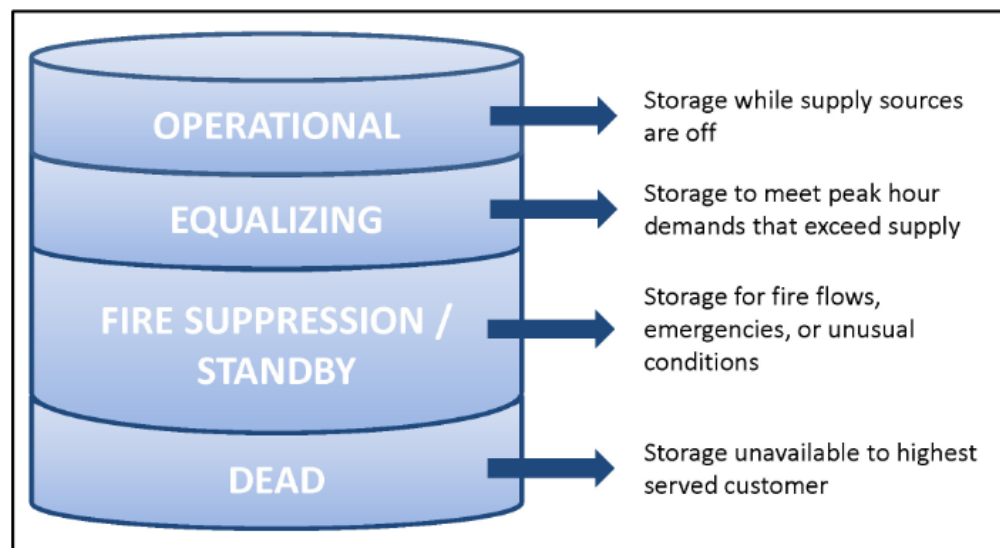 OPERATIONAL
Storage while supply sources
are off
EQUALIZING
Storage to meet peak hour
demands that exceed supply
FIRE SUPPRESSION /
STANDBY
Storage for fire flows,
emergencies, or unusual
conditions
DEAD
Storage unavailable to highest
served customer